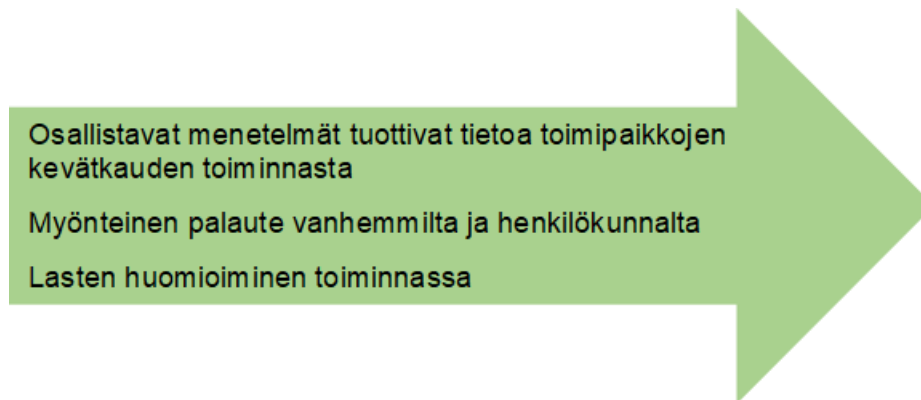 Osallistavat menetelmät tuottivat tietoa toimipaikkojen
kevätkauden toiminnasta
Myönteinen palaute vanhemmilta ja henkilökunnalta
Lasten huomioiminen toiminnassa